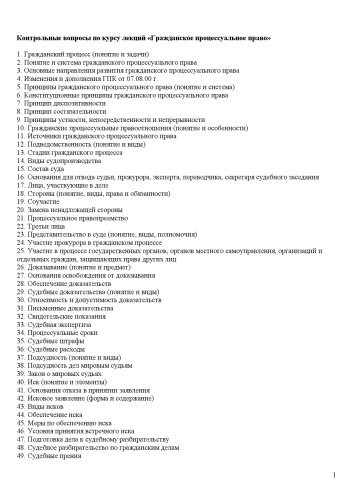 Контрольные вопросы по курсу лекций «Гражданское процессуальное право»
1. Гражданский процесс (понятие и задачи)
2. Понятие и система гражданского процессуального права
3. Основные направления развития гражданского процессуального права
4. Изменения и дополнения ГПК от 07.08.00 г.
5. Принципы гражданского процессуального права (понятие и система)
6. Конституционные принципы гражданского процессуального права
7. Принцип диспозитивности
8. Принцип состязательности
9. Принципы устности, непосредственности и непрерывности
10. Гражданские процессуальные правоотношения (понятие и особенности)
11. Источники гражданского процессуального права
12. Подведомственность (понятие и виды)
13. Стадии гражданского процесса
14. Виды судопроизводства
15. Состав суда
16. Основания для отвода судьи, прокурора, эксперта, переводчика, секретаря судебного заседания
17. Лица, участвующие в деле
18. Стороны (понятие, виды, права и обязанности)
19. Соучастие
20. Замена ненадлежащей стороны
21. Процессуальное правопреемство
22. Третьи лица
23. Представительство в суде (понятие, виды, полномочия)
24. Участие прокурора в гражданском процессе
25. Участие в процессе государственных органов, органов местного самоуправления, организаций и
отдельных граждан, защищающих права других лиц
26. Доказывание (понятие и предмет)
27. Основания освобождения от доказывания
28. Обеспечение доказательств
29. Судебные доказательства (понятие и виды)
30. Относимость и допустимость доказательств
31. Письменные доказательства
32. Свидетельские показания
33. Судебная экспертиза
34. Процессуальные сроки
35. Судебные штрафы
36. Судебные расходы
37. Подсудность (понятие и виды)
38. Подсудность дел мировым судьям
39. Закон о мировых судьях
40. Иск (понятие и элементы)
41. Основания отказа в принятии заявления
42. Исковое заявление (форма и содержание)
43. Виды исков
44. Обеспечение иска
45. Меры по обеспечению иска
46. Условия принятия встречного иска
47. Подготовка дела к судебному разбирательству
48. Судебное разбирательство по гражданским делам
49. Судебные прения
1